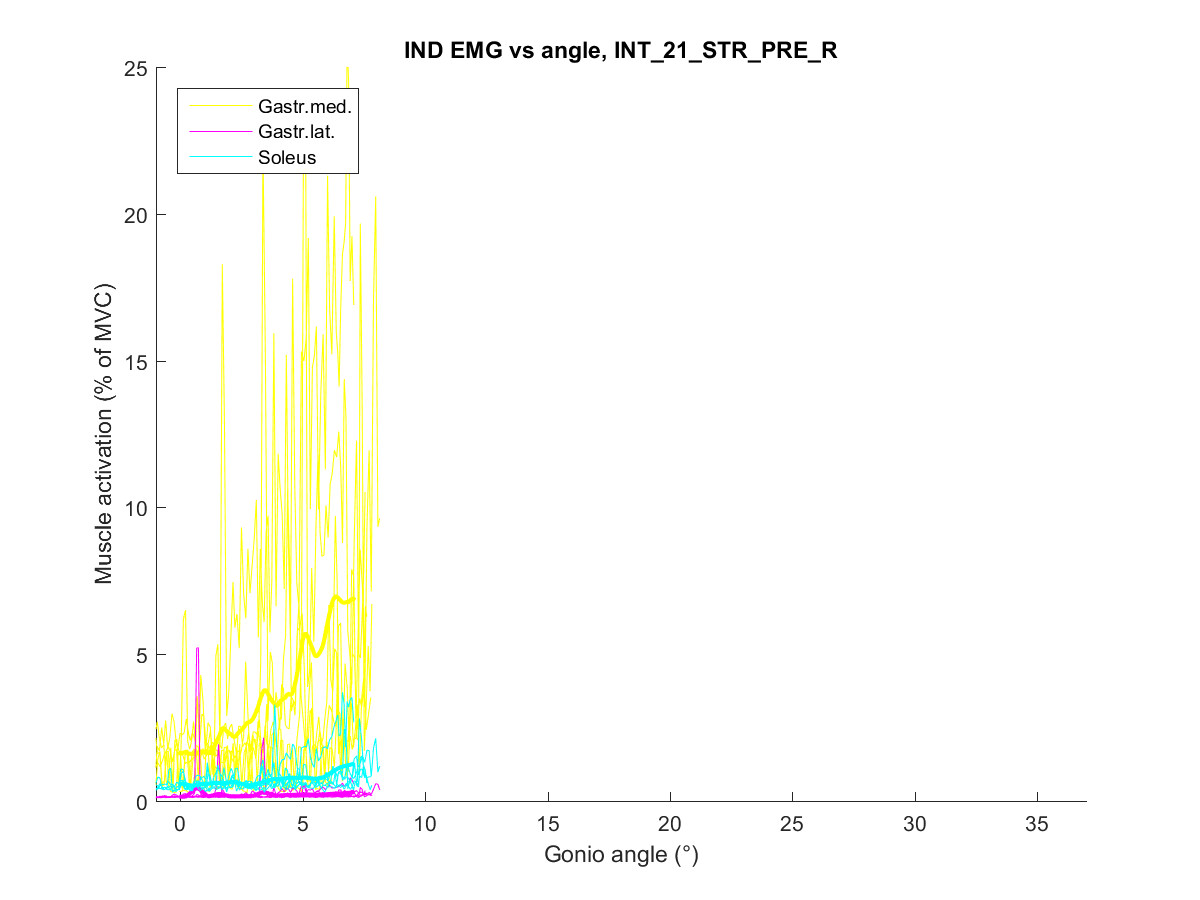 IND EMG vs angle, INT_21_STR_PRE_R
25
20
15
10
5
0
Gastr.med.
Gastr.lat.
Soleus
Muscle activation (% of MVC)
0 5 10 15 20 25 30 35
Gonio angle (°)